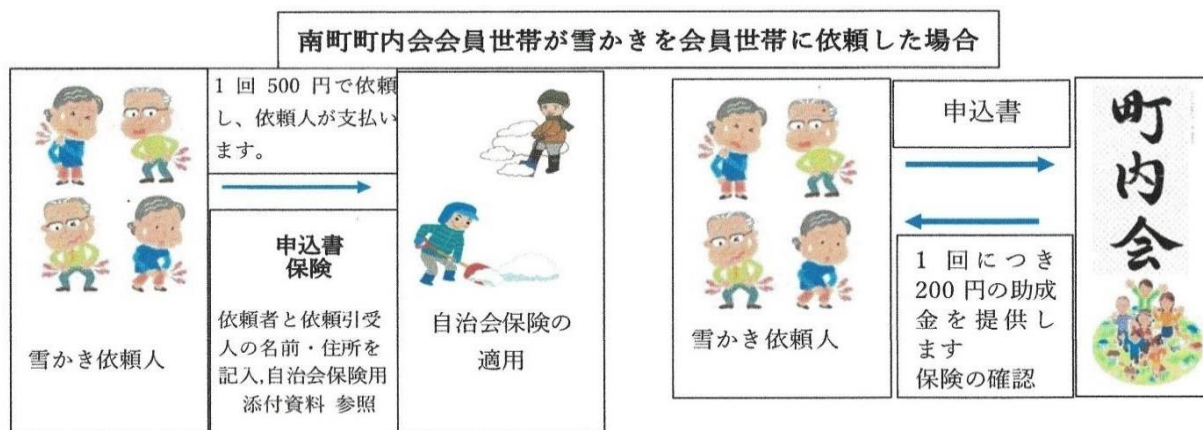 南町町内会会員世帯が雪かきを会員世帯に依頼した場合
1 回 500 円で依頼
し、依頼人が支払い
ます。
申込書
保険
依頼者と依頼引受
人の名前・住所を
記入,自治会保険用
添付資料 参照
雪かき依頼人
自治会保険の
適用
雪かき依頼人
申込書
1 回につき
200 円の助成
金を提供し
ます
保険の確認
町内会